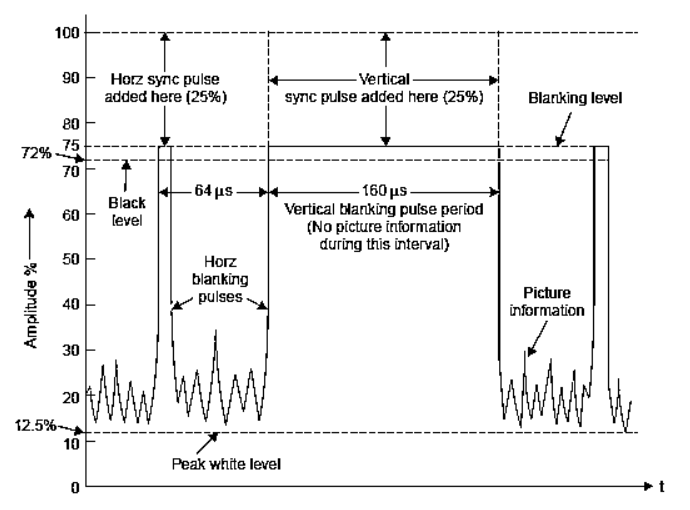 100
90
80
75
72%
70
60
50
40
30
20
12.5%
10
0
Amplitude %
Horz sync pulse
added here (25%)
Vertical
sync pulse added here (25%)
Blanking level
Black
level
64 μs
160 μs
Vertical blanking pulse period
(No picture information
during this interval)
Horz
blanking
pulses
Picture
information
Peak white level
t